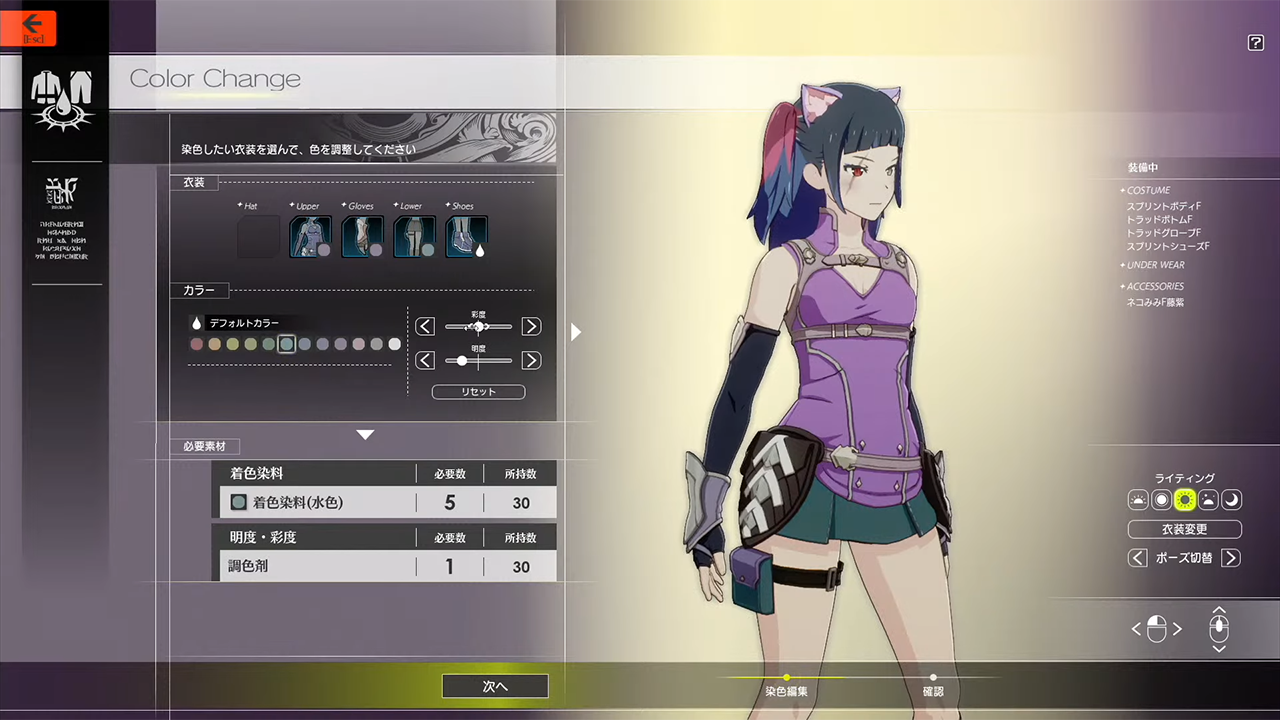 [Esc]
?
Color Change
染色したい衣装を選んで、色を調整してください
衣装
Hat
Upper
Gloves
Lower
Shoes
カラー
デフォルトカラー
彩度
明度
リセット
必要素材
着色染料 必要数 所持数
着色染料(水色) 5 30
明度・彩度 必要数 所持数
調色剤 1 30
次へ
装備中
COSTUME
スプリントボディF
トラッドボトムF
トラッドグローブF
スプリントシューズF
UNDER WEAR
ACCESSORIES
ネコみみF藤紫
ライティング
衣装変更
ポーズ切替
染色編集
確認